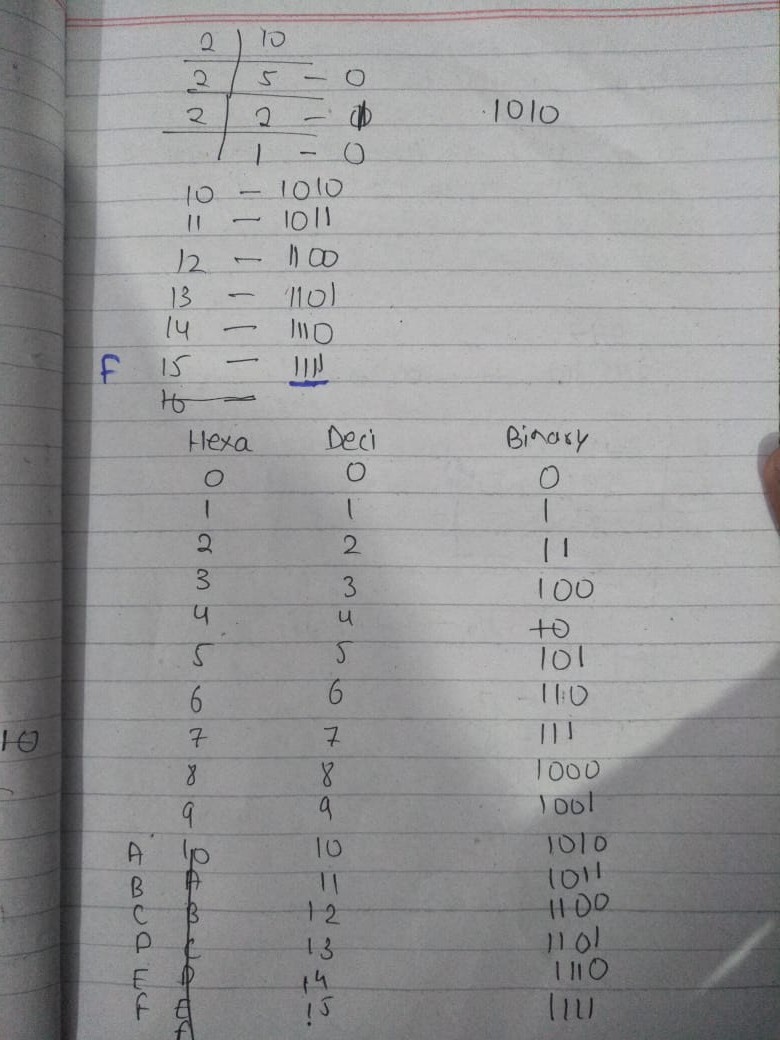 2 | 10
2 | 5 - 0
2 | 2 - 1 1010
1 - 0
10 - 1010
11 - 1011
12 - 1100
13 - 1101
14 - 1110
F 15 - 1111
Hexa Deci Binary
0 0 0
1 1 1
2 2 11
3 3 100
4 4 10
5 5 101
6 6 110
10
7 7 111
8 8 1000
9 9 1001
A 10 10 1010
B A 11 1011
C B 12 1100
D C 13 1101
E D 14 1110
F E 15 1111
F